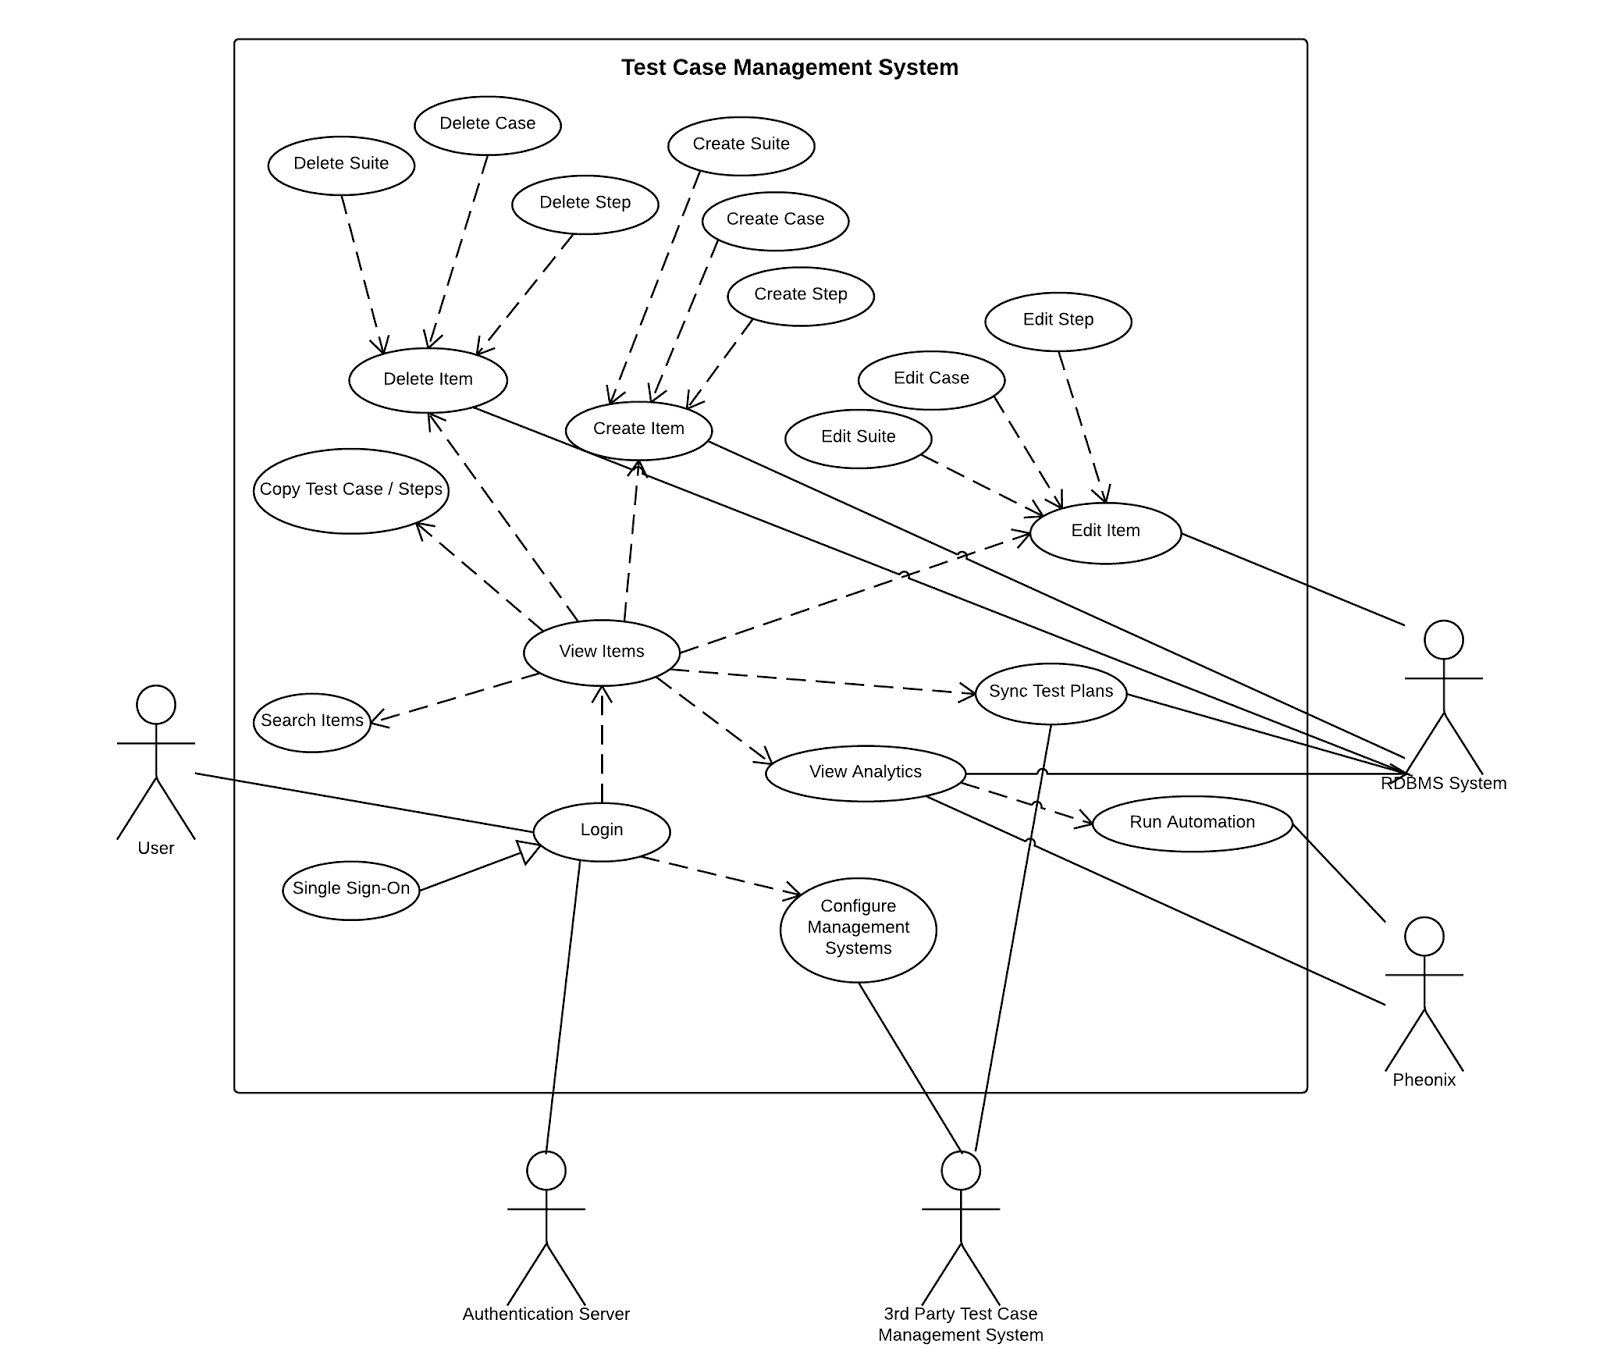 Test Case Management System
Delete Case
Delete Suite
Create Suite
Delete Step
Create Case
Create Step
Edit Step
Delete Item
Edit Case
Create Item
Edit Suite
Copy Test Case / Steps
Edit Item
View Items
Sync Test Plans
Search Items
View Analytics
RDBMS System
Run Automation
Login
User
Single Sign-On
Configure
Management
Systems
Pheonix
Authentication Server
3rd Party Test Case
Management System